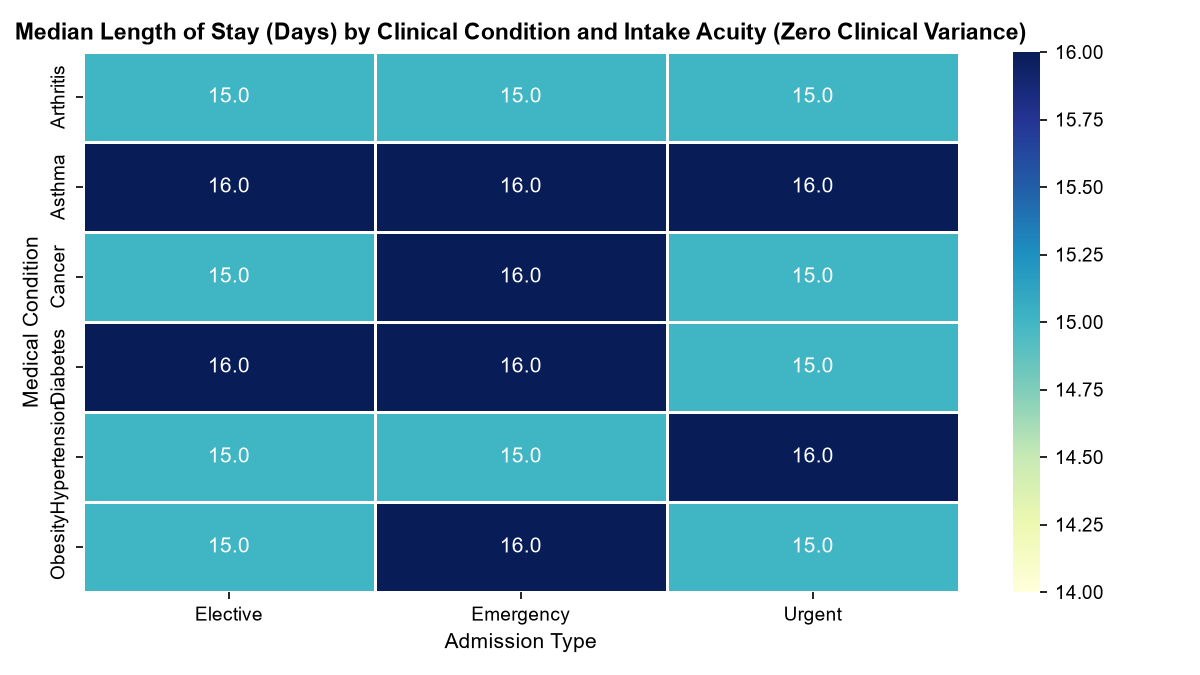 Median Length of Stay (Days) by Clinical Condition and Intake Acuity (Zero Clinical Variance)
Medical Condition
Arthritis
15.0 15.0 15.0
Asthma
16.0 16.0 16.0
Cancer
15.0 16.0 15.0
Diabetes
16.0 16.0 15.0
Hypertension
15.0 15.0 16.0
Obesity
15.0 16.0 15.0
Elective Emergency Urgent
Admission Type
16.00
15.75
15.50
15.25
15.00
14.75
14.50
14.25
14.00